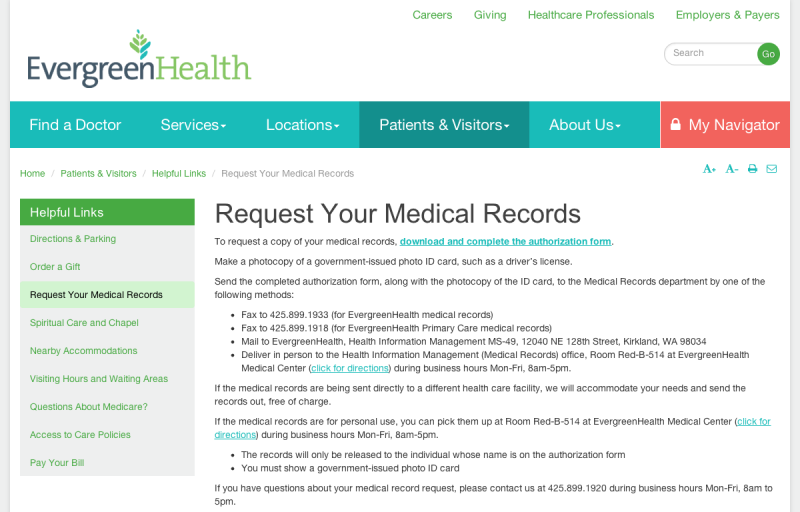 Careers Giving Healthcare Professionals Employers & Payers
EvergreenHealth
Search Go
Find a Doctor Services Locations Patients & Visitors About Us My Navigator
Home / Patients & Visitors / Helpful Links / Request Your Medical Records
A+ A-
Helpful Links
Directions & Parking
Order a Gift
Request Your Medical Records
Spiritual Care and Chapel
Nearby Accommodations
Visiting Hours and Waiting Areas
Questions About Medicare?
Access to Care Policies
Pay Your Bill
Request Your Medical Records
To request a copy of your medical records, download and complete the authorization form.
Make a photocopy of a government-issued photo ID card, such as a driver's license.
Send the completed authorization form, along with the photocopy of the ID card, to the Medical Records department by one of the
following methods:
• Fax to 425.899.1933 (for EvergreenHealth medical records)
• Fax to 425.899.1918 (for EvergreenHealth Primary Care medical records)
• Mail to EvergreenHealth, Health Information Management MS-49, 12040 NE 128th Street, Kirkland, WA 98034
• Deliver in person to the Health Information Management (Medical Records) office, Room Red-B-514 at EvergreenHealth
Medical Center (click for directions) during business hours Mon-Fri, 8am-5pm.
If the medical records are being sent directly to a different health care facility, we will accommodate your needs and send the
records out, free of charge.
If the medical records are for personal use, you can pick them up at Room Red-B-514 at EvergreenHealth Medical Center (click for
directions) during business hours Mon-Fri, 8am-5pm.
• The records will only be released to the individual whose name is on the authorization form
• You must show a government-issued photo ID card
If you have questions about your medical record request, please contact us at 425.899.1920 during business hours Mon-Fri, 8am to
5pm.